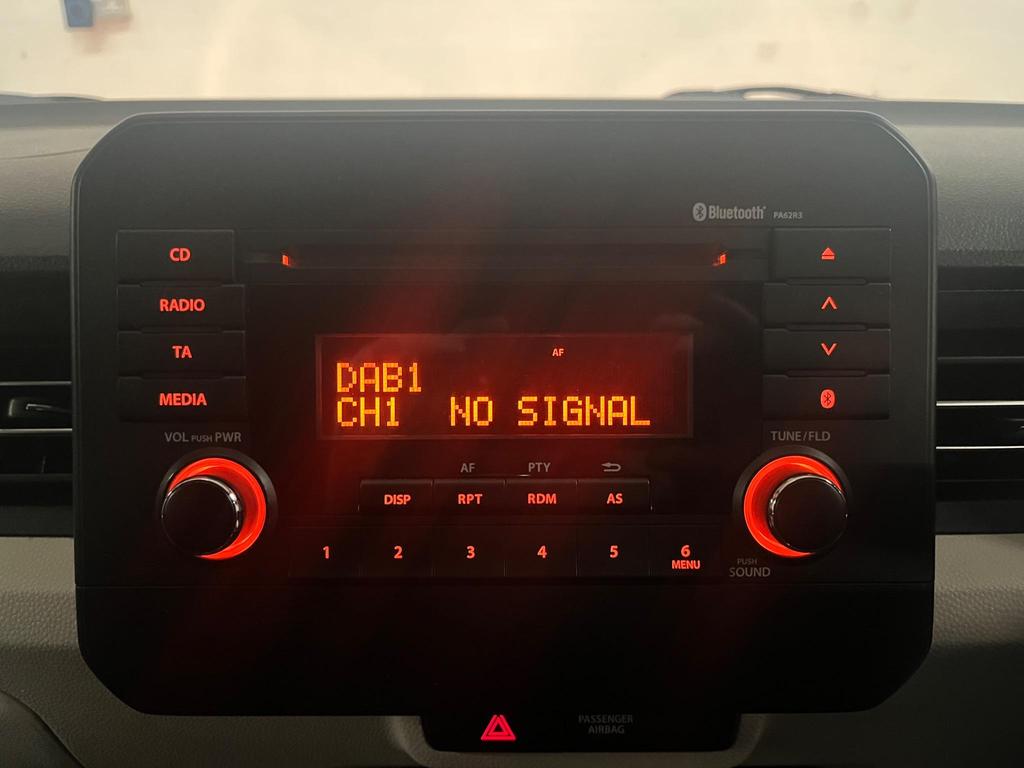 Bluetooth PA62R3
CD
RADIO
TA
MEDIA
AF
DAB1
CH1 NO SIGNAL
VOL PUSH PWR
TUNE/FLD
AF PTY
DISP RPT RDM AS
1 2 3 4 5 6
MENU
PUSH
SOUND
PASSENGER
AIRBAG